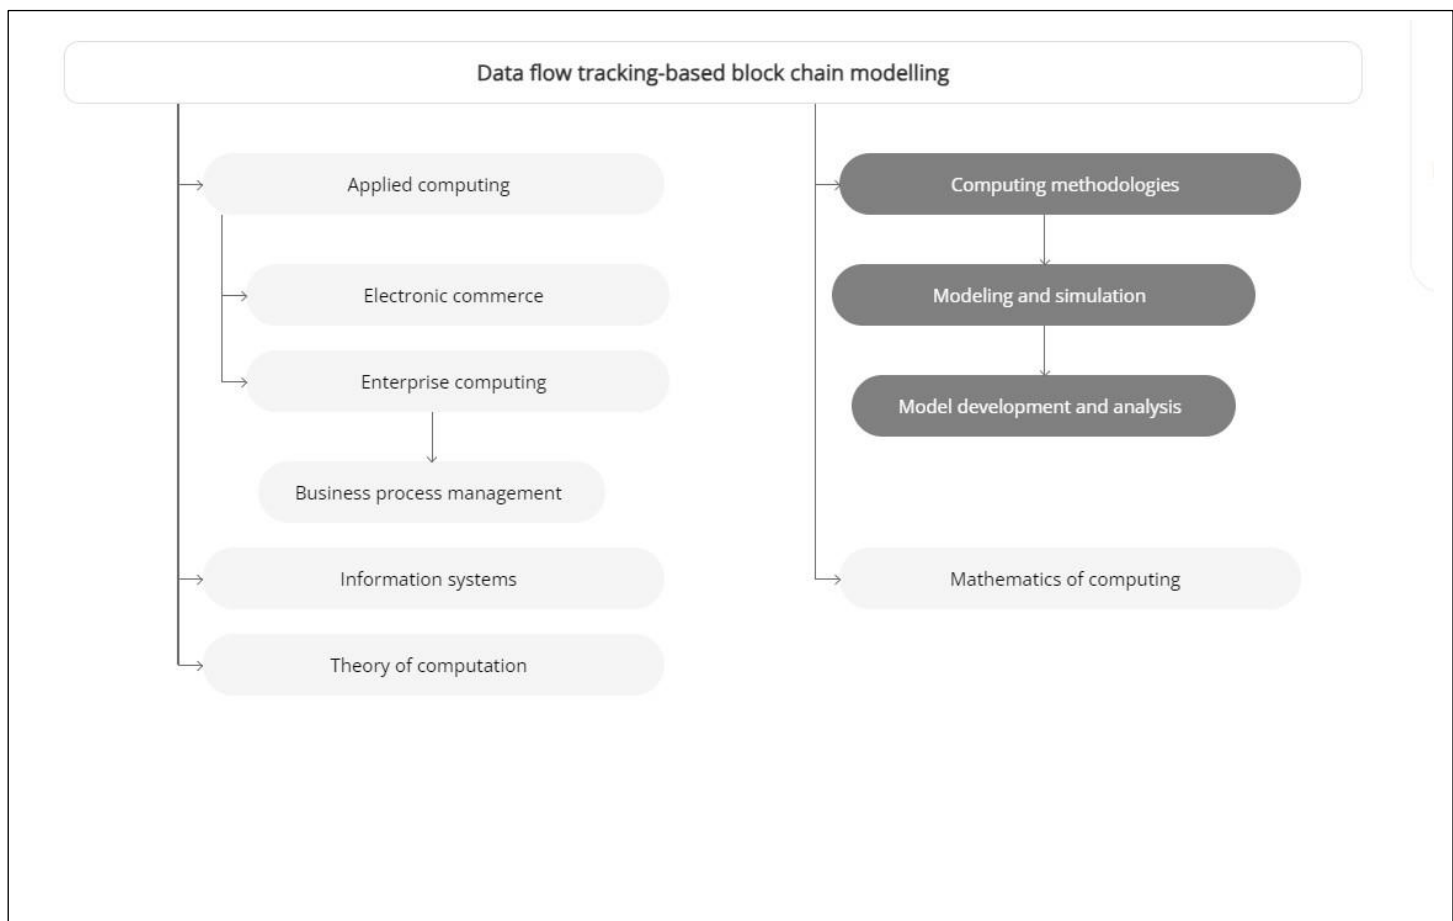 Data flow tracking-based block chain modelling
Applied computing
Electronic commerce
Enterprise computing
Business process management
Information systems
Theory of computation
Computing methodologies
Modeling and simulation
Model development and analysis
Mathematics of computing